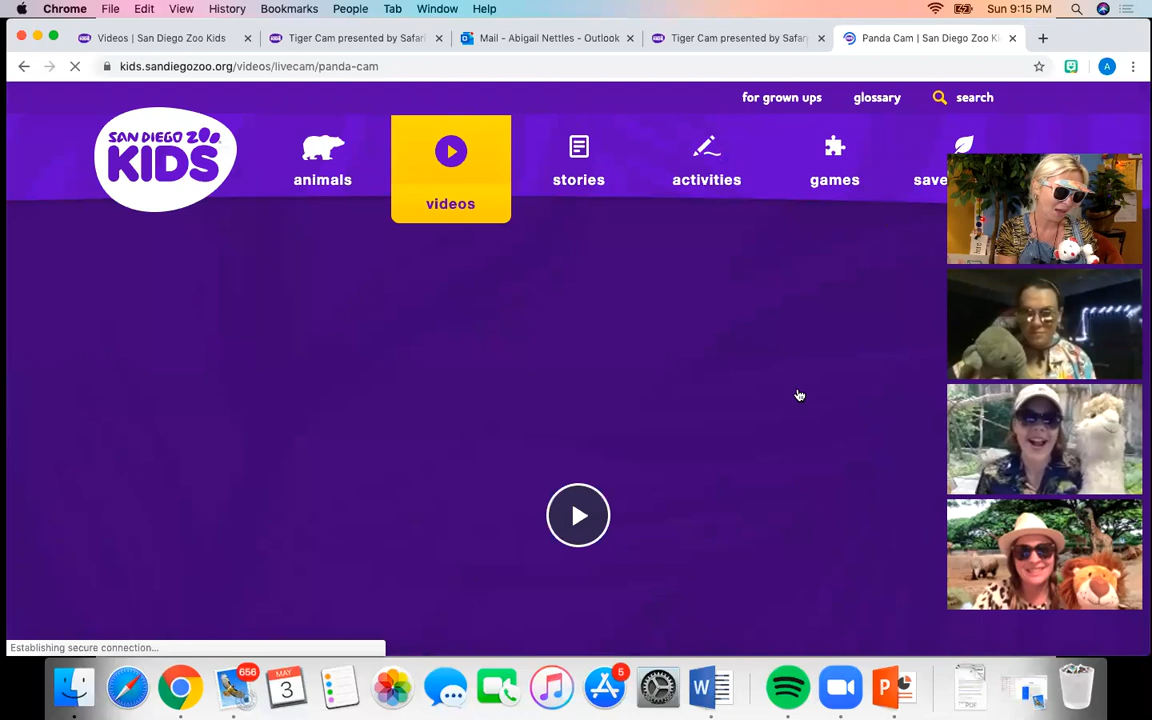 Chrome File Edit View History Bookmarks People Tab Window Help Sun 9:15 PM
Videos | San Diego Zoo Kids Tiger Cam presented by Safari Mail - Abigail Nettles - Outlook Tiger Cam presented by Safari Panda Cam | San Diego Zoo Ki
kids.sandiegozoo.org/videos/livecam/panda-cam A
for grown ups glossary search
SAN DIEGO ZOO
KIDS
animals
videos
stories
activities
games
save
Establishing secure connection...
656
MAY
3
5
W
P
PDF